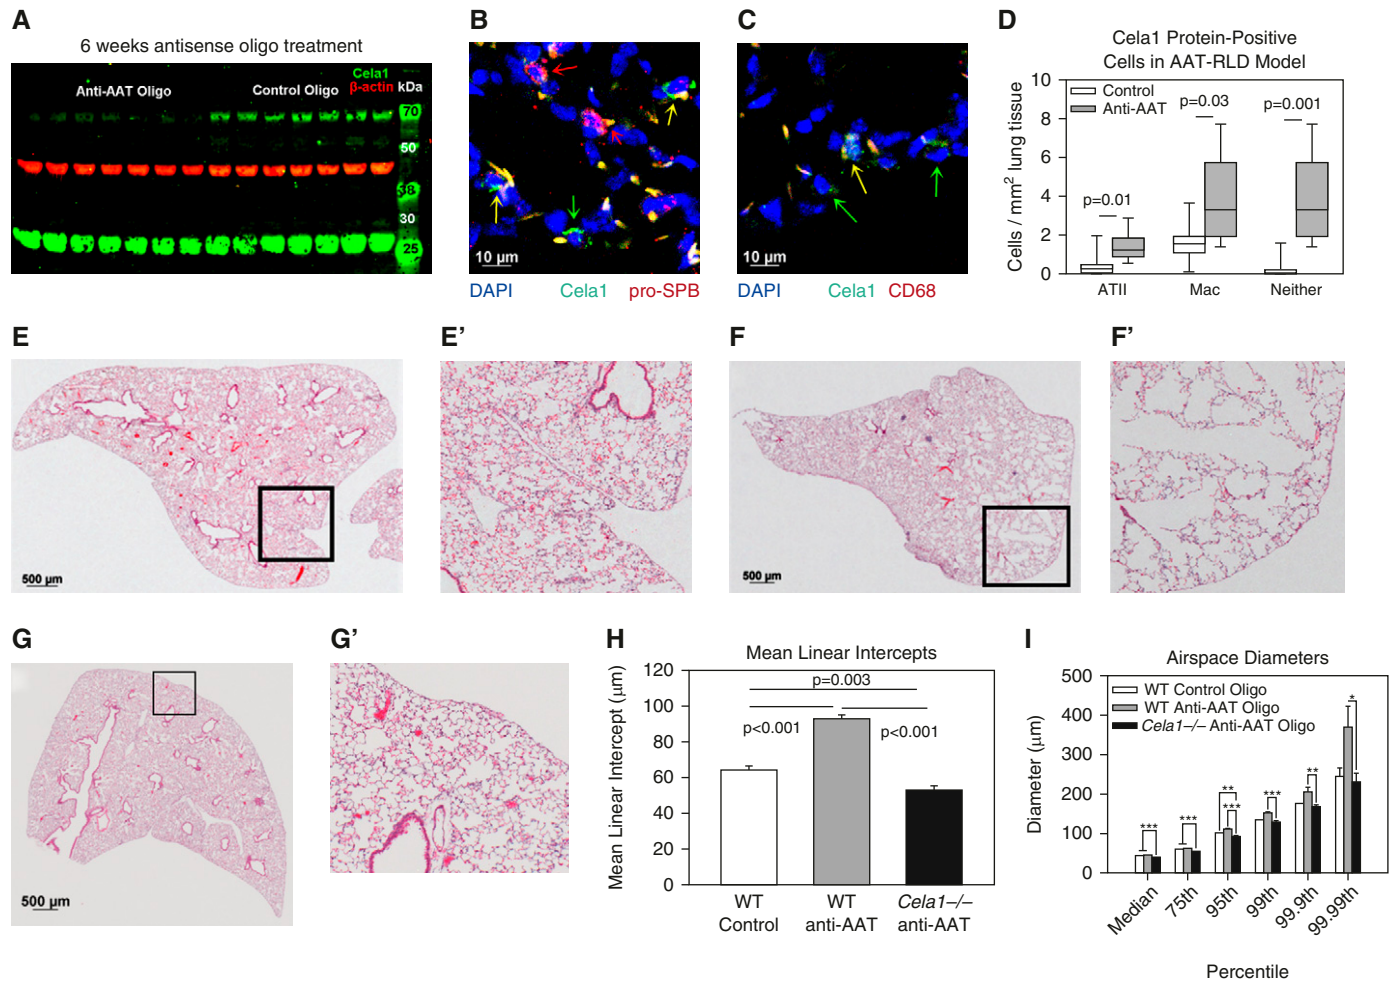 A
6 weeks antisense oligo treatment
Anti-AAT Oligo
Control Oligo
Cela1
β-actin
kDa
70
50
38
30
25
B
10 µm
DAPI Cela1 pro-SPB
C
10 µm
DAPI Cela1 CD68
D
Cela1 Protein-Positive
Cells in AAT-RLD Model
Cells / mm² lung tissue
10
8
6
4
2
0
Control
Anti-AAT
p=0.01
p=0.03
p=0.001
ATII Mac Neither
E
500 µm
E’
F
500 µm
F’
G
500 µm
G’
H
Mean Linear Intercepts
Mean Linear Intercept (µm)
120
100
80
60
40
20
0
p=0.003
p<0.001
p<0.001
WT
Control
WT
anti-AAT
Cela1–/–
anti-AAT
I
Airspace Diameters
Diameter (µm)
500
400
300
200
100
0
WT Control Oligo
WT Anti-AAT Oligo
Cela1–/– Anti-AAT Oligo
***
***
**
***
***
**
*
Median
75th
95th
99th
99.9th
99.99th
Percentile